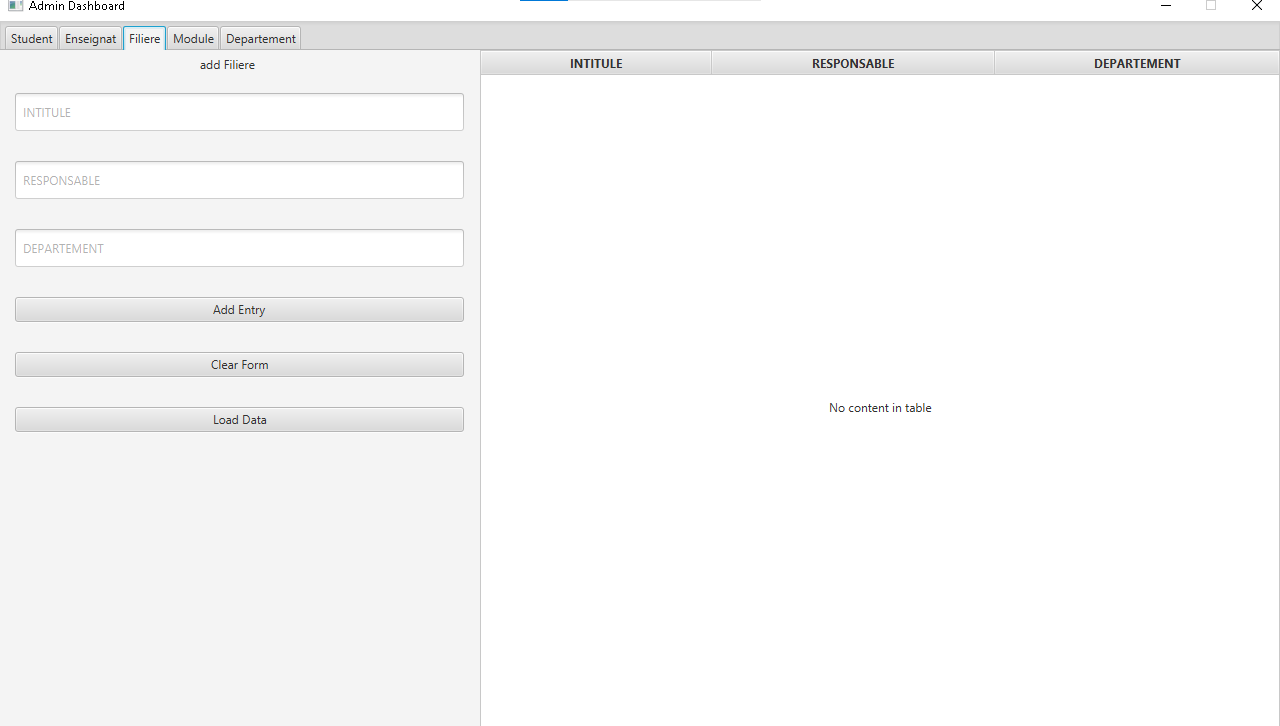 Admin Dashboard
Student Enseignat Filiere Module Departement
add Filiere
INTITULE
RESPONSABLE
DEPARTEMENT
Add Entry
Clear Form
Load Data
INTITULE RESPONSABLE DEPARTEMENT
No content in table